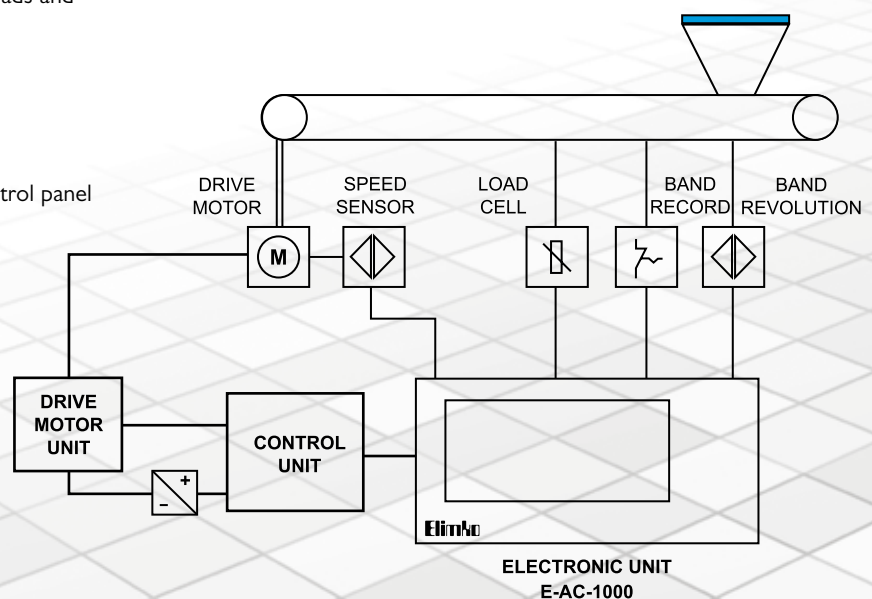 trol panel
DRIVE
MOTOR
SPEED
SENSOR
LOAD
CELL
BAND
RECORD
BAND
REVOLUTION
M
DRIVE
MOTOR
UNIT
CONTROL
UNIT
+
−
Elimko
ELECTRONIC UNIT
E-AC-1000